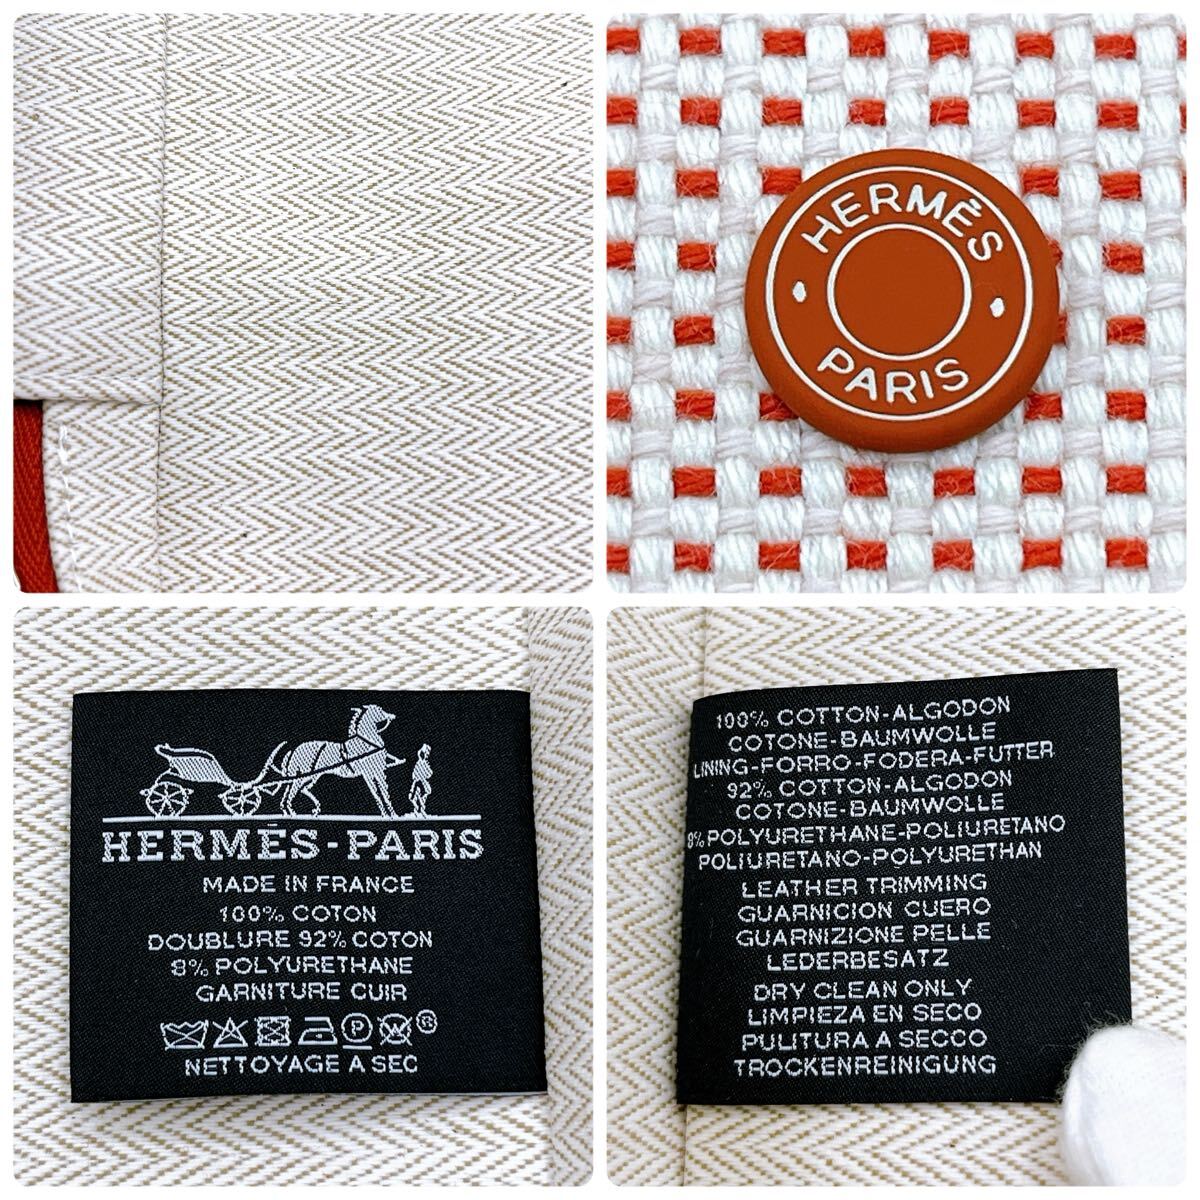 HERMÈS
PARIS
HERMÈS-PARIS
MADE IN FRANCE
100% COTON
DOUBLURE 92% COTON
8% POLYURETHANE
GARNITURE CUIR
P W ®
NETTOYAGE A SEC
100% COTTON-ALGODON
COTONE-BAUMWOLLE
LINING-FORRO-FODERA-FUTTER
92% COTTON-ALGODON
COTONE-BAUMWOLLE
8% POLYURETHANE-POLIURETANO
POLIURETANO-POLYURETHAN
LEATHER TRIMMING
GUARNICION CUERO
GUARNIZIONE PELLE
LEDERBESATZ
DRY CLEAN ONLY
LIMPIEZA EN SECO
PULITURA A SECCO
TROCKENREINIGUNG